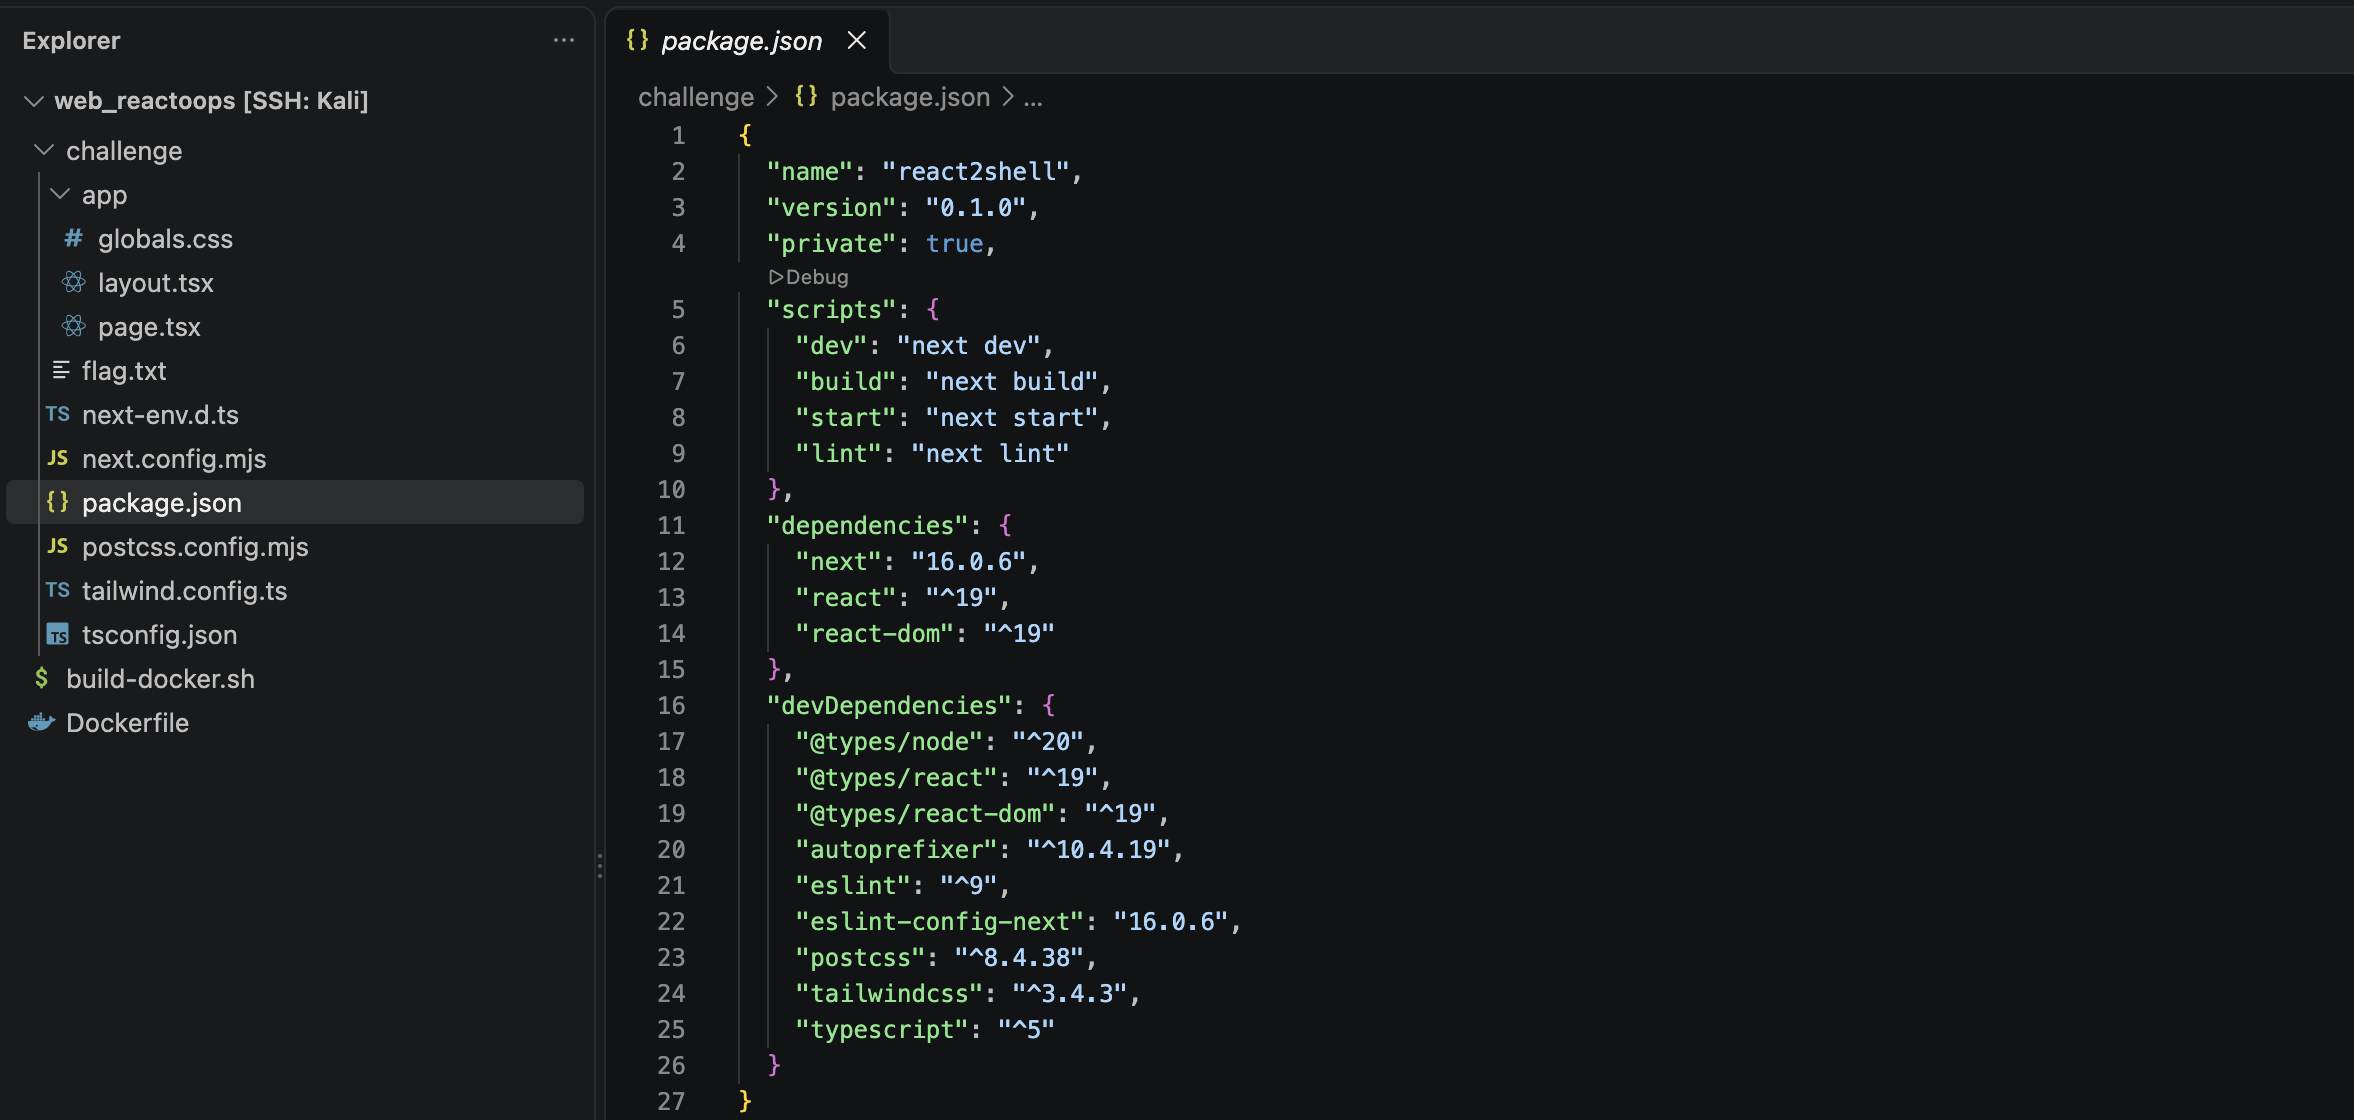 Explorer
web_reactoops [SSH: Kali]
challenge
app
# globals.css
layout.tsx
page.tsx
flag.txt
TS next-env.d.ts
JS next.config.mjs
{} package.json
JS postcss.config.mjs
TS tailwind.config.ts
TS tsconfig.json
$ build-docker.sh
Dockerfile
{} package.json
challenge > {} package.json > ...
1 {
2 "name": "react2shell",
3 "version": "0.1.0",
4 "private": true,
Debug
5 "scripts": {
6 "dev": "next dev",
7 "build": "next build",
8 "start": "next start",
9 "lint": "next lint"
10 },
11 "dependencies": {
12 "next": "16.0.6",
13 "react": "^19",
14 "react-dom": "^19"
15 },
16 "devDependencies": {
17 "@types/node": "^20",
18 "@types/react": "^19",
19 "@types/react-dom": "^19",
20 "autoprefixer": "^10.4.19",
21 "eslint": "^9",
22 "eslint-config-next": "16.0.6",
23 "postcss": "^8.4.38",
24 "tailwindcss": "^3.4.3",
25 "typescript": "^5"
26 }
27 }